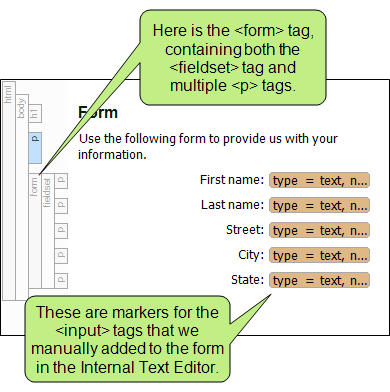 Here is the <form> tag,
containing both the
<fieldset> tag and
multiple <p> tags.
html
body
h1
Form
p
Use the following form to provide us with your
information.
form
fieldset
p
First name: type = text, n...
p
Last name: type = text, n...
p
Street: type = text, n...
p
City: type = text, n...
p
State: type = text, n...
These are markers for the
<input> tags that we
manually added to the form
in the Internal Text Editor.